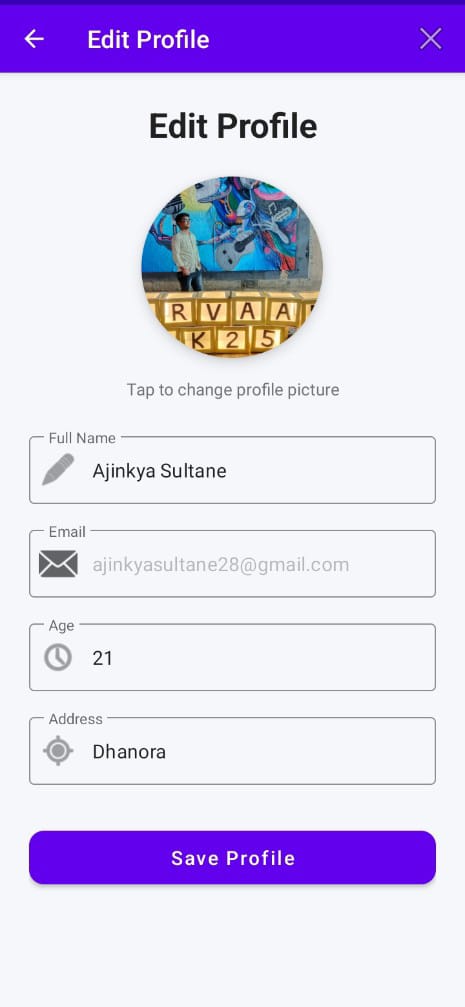 Edit Profile
Edit Profile
RVAA
K25
Tap to change profile picture
Full Name
Ajinkya Sultane
Email
ajinkyasultane28@gmail.com
Age
21
Address
Dhanora
Save Profile